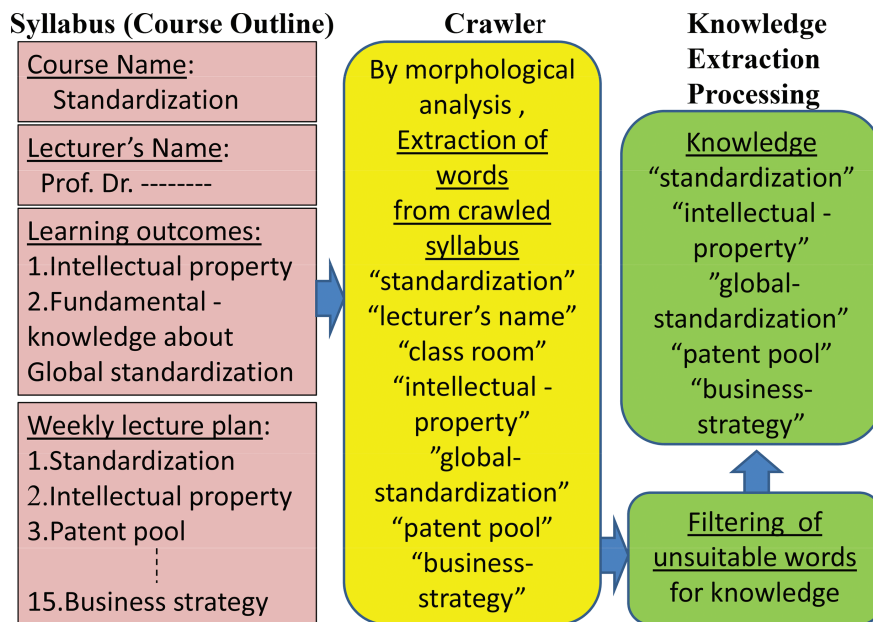 Syllabus (Course Outline)
Course Name:
Standardization
Lecturer’s Name:
Prof. Dr. --------
Learning outcomes:
1.Intellectual property
2.Fundamental -
knowledge about
Global standardization
Weekly lecture plan:
1.Standardization
2.Intellectual property
3.Patent pool
15.Business strategy
Crawler
By morphological
analysis ,
Extraction of
words
from crawled
syllabus
“standardization”
“lecturer’s name”
“class room”
“intellectual -
property”
”global-
standardization”
“patent pool”
“business-
strategy”
Knowledge
Extraction
Processing
Knowledge
“standardization”
“intellectual -
property”
”global-
standardization”
“patent pool”
“business-
strategy”
Filtering of
unsuitable words
for knowledge